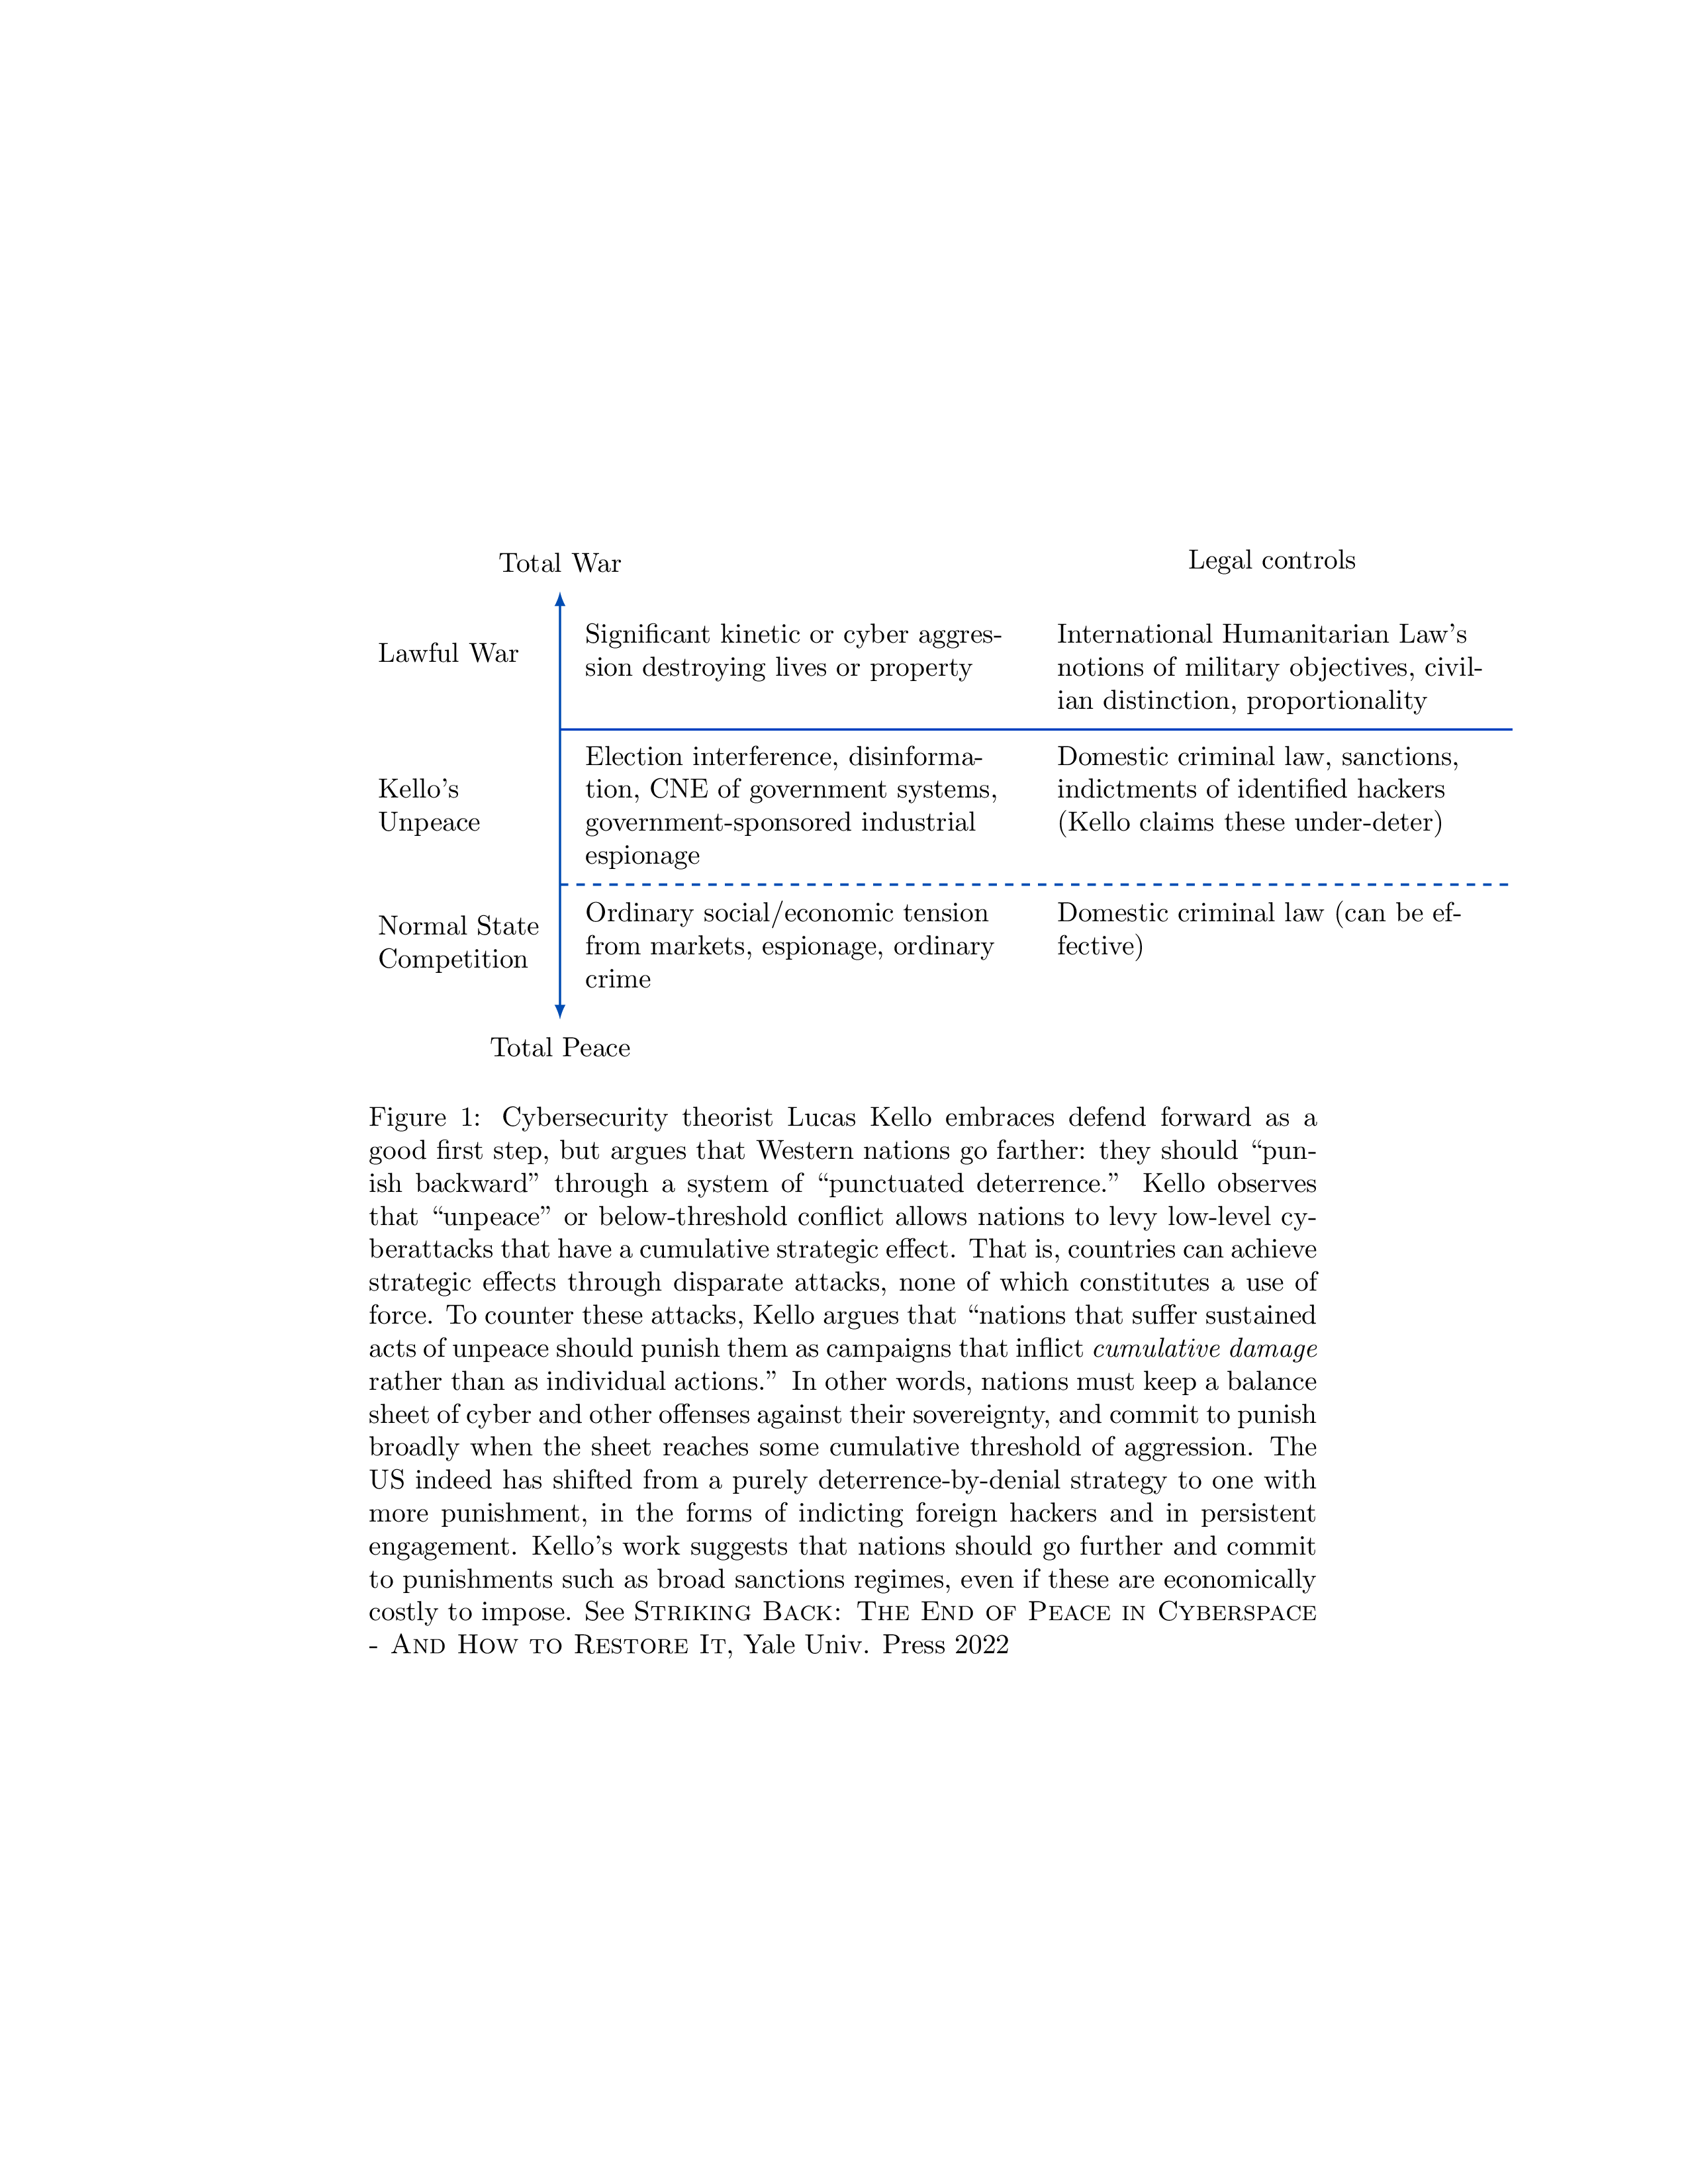 Total War
Legal controls
Lawful War
Significant kinetic or cyber aggres-
sion destroying lives or property
International Humanitarian Law's
notions of military objectives, civil-
ian distinction, proportionality
Kello's
Unpeace
Election interference, disinforma-
tion, CNE of government systems,
government-sponsored industrial
espionage
Domestic criminal law, sanctions,
indictments of identified hackers
(Kello claims these under-deter)
Normal State
Competition
Ordinary social/economic tension
from markets, espionage, ordinary
crime
Domestic criminal law (can be ef-
fective)
Total Peace
Figure 1: Cybersecurity theorist Lucas Kello embraces defend forward as a
good first step, but argues that Western nations go farther: they should “pun-
ish backward” through a system of “punctuated deterrence.” Kello observes
that “unpeace” or below-threshold conflict allows nations to levy low-level cy-
berattacks that have a cumulative strategic effect. That is, countries can achieve
strategic effects through disparate attacks, none of which constitutes a use of
force. To counter these attacks, Kello argues that “nations that suffer sustained
acts of unpeace should punish them as campaigns that inflict cumulative damage
rather than as individual actions.” In other words, nations must keep a balance
sheet of cyber and other offenses against their sovereignty, and commit to punish
broadly when the sheet reaches some cumulative threshold of aggression. The
US indeed has shifted from a purely deterrence-by-denial strategy to one with
more punishment, in the forms of indicting foreign hackers and in persistent
engagement. Kello's work suggests that nations should go further and commit
to punishments such as broad sanctions regimes, even if these are economically
costly to impose. See STRIKING BACK: THE END OF PEACE IN CYBERSPACE
- AND HOW TO RESTORE IT, Yale Univ. Press 2022